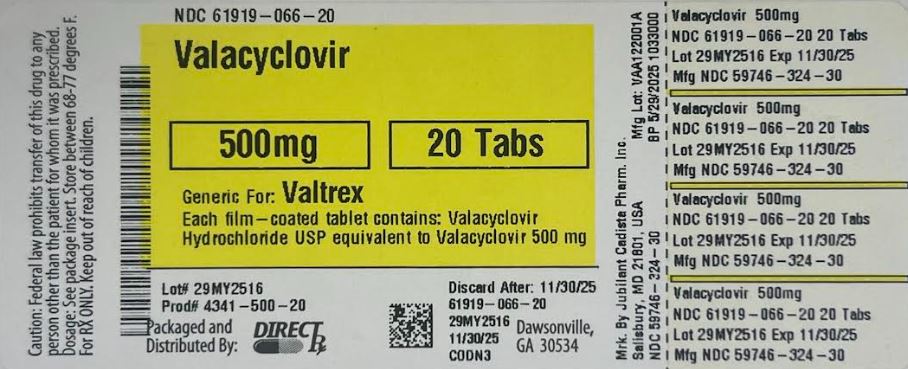 Caution: Federal law prohibits transfer of this drug to any
person other than the patient for whom it was prescribed.
Dosage: See package insert. Store between 68-77 degrees F.
For RX ONLY. Keep out of reach of children.
NDC 61919-066-20
Valacyclovir
500mg
20 Tabs
Generic For: Valtrex
Each film-coated tablet contains: Valacyclovir
Hydrochloride USP equivalent to Valacyclovir 500 mg
Lot# 29MY2516
Prod# 4341-500-20
Packaged and
Distributed By:
DIRECT Rx
Discard After: 11/30/25
61919-066-20
29MY2516
11/30/25
CODN3
Dawsonville,
GA 30534
Mrk. By Jubilant Cadista Pharm. Inc.
Salisbury, MD 21801, USA
NDC 59746-324-30
Mfg Lot: VAA122001A
BP 5/29/2025 1033000
Valacyclovir 500mg
NDC 61919-066-20 20 Tabs
Lot 29MY2516 Exp 11/30/25
Mfg NDC 59746-324-30
Valacyclovir 500mg
NDC 61919-066-20 20 Tabs
Lot 29MY2516 Exp 11/30/25
Mfg NDC 59746-324-30
Valacyclovir 500mg
NDC 61919-066-20 20 Tabs
Lot 29MY2516 Exp 11/30/25
Mfg NDC 59746-324-30
Valacyclovir 500mg
NDC 61919-066-20 20 Tabs
Lot 29MY2516 Exp 11/30/25
Mfg NDC 59746-324-30